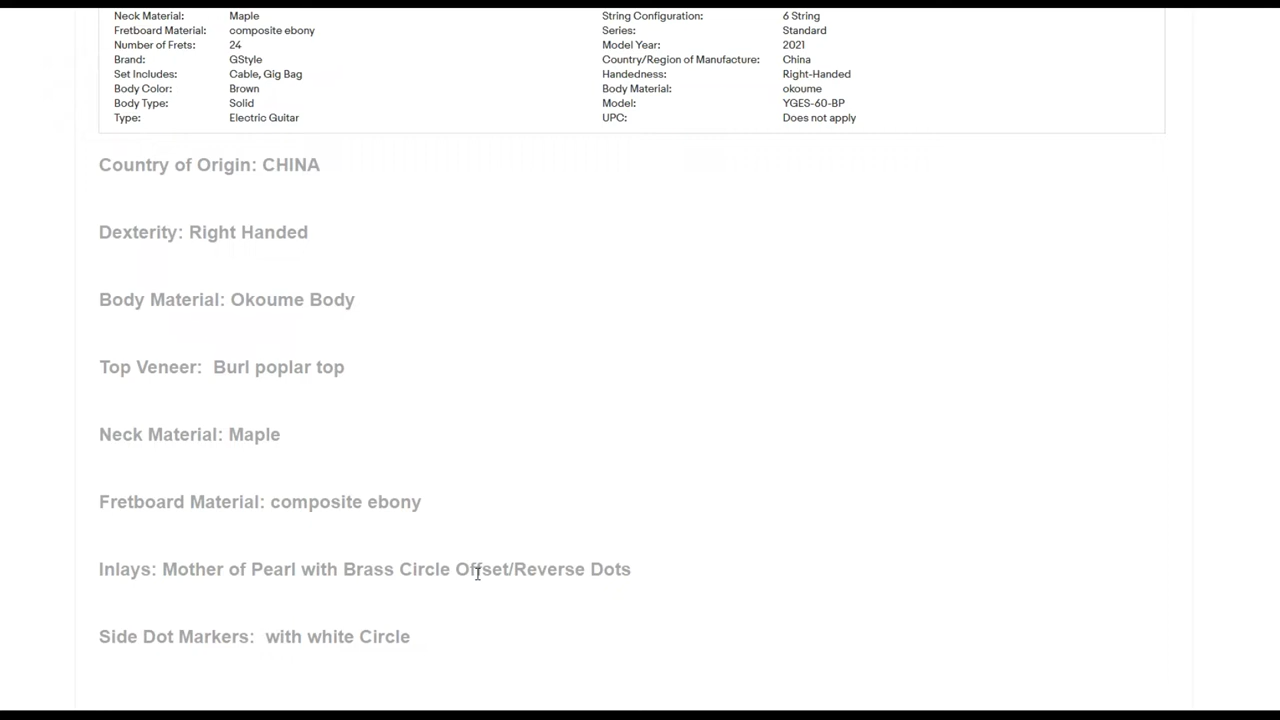 Neck Material: Maple String Configuration: 6 String
Fretboard Material: composite ebony Series: Standard
Number of Frets: 24 Model Year: 2021
Brand: GStyle Country/Region of Manufacture: China
Set Includes: Cable, Gig Bag Handedness: Right-Handed
Body Color: Brown Body Material: okoume
Body Type: Solid Model: YGES-60-BP
Type: Electric Guitar UPC: Does not apply
Country of Origin: CHINA
Dexterity: Right Handed
Body Material: Okoume Body
Top Veneer:  Burl poplar top
Neck Material: Maple
Fretboard Material: composite ebony
Inlays: Mother of Pearl with Brass Circle Offset/Reverse Dots
Side Dot Markers:  with white Circle